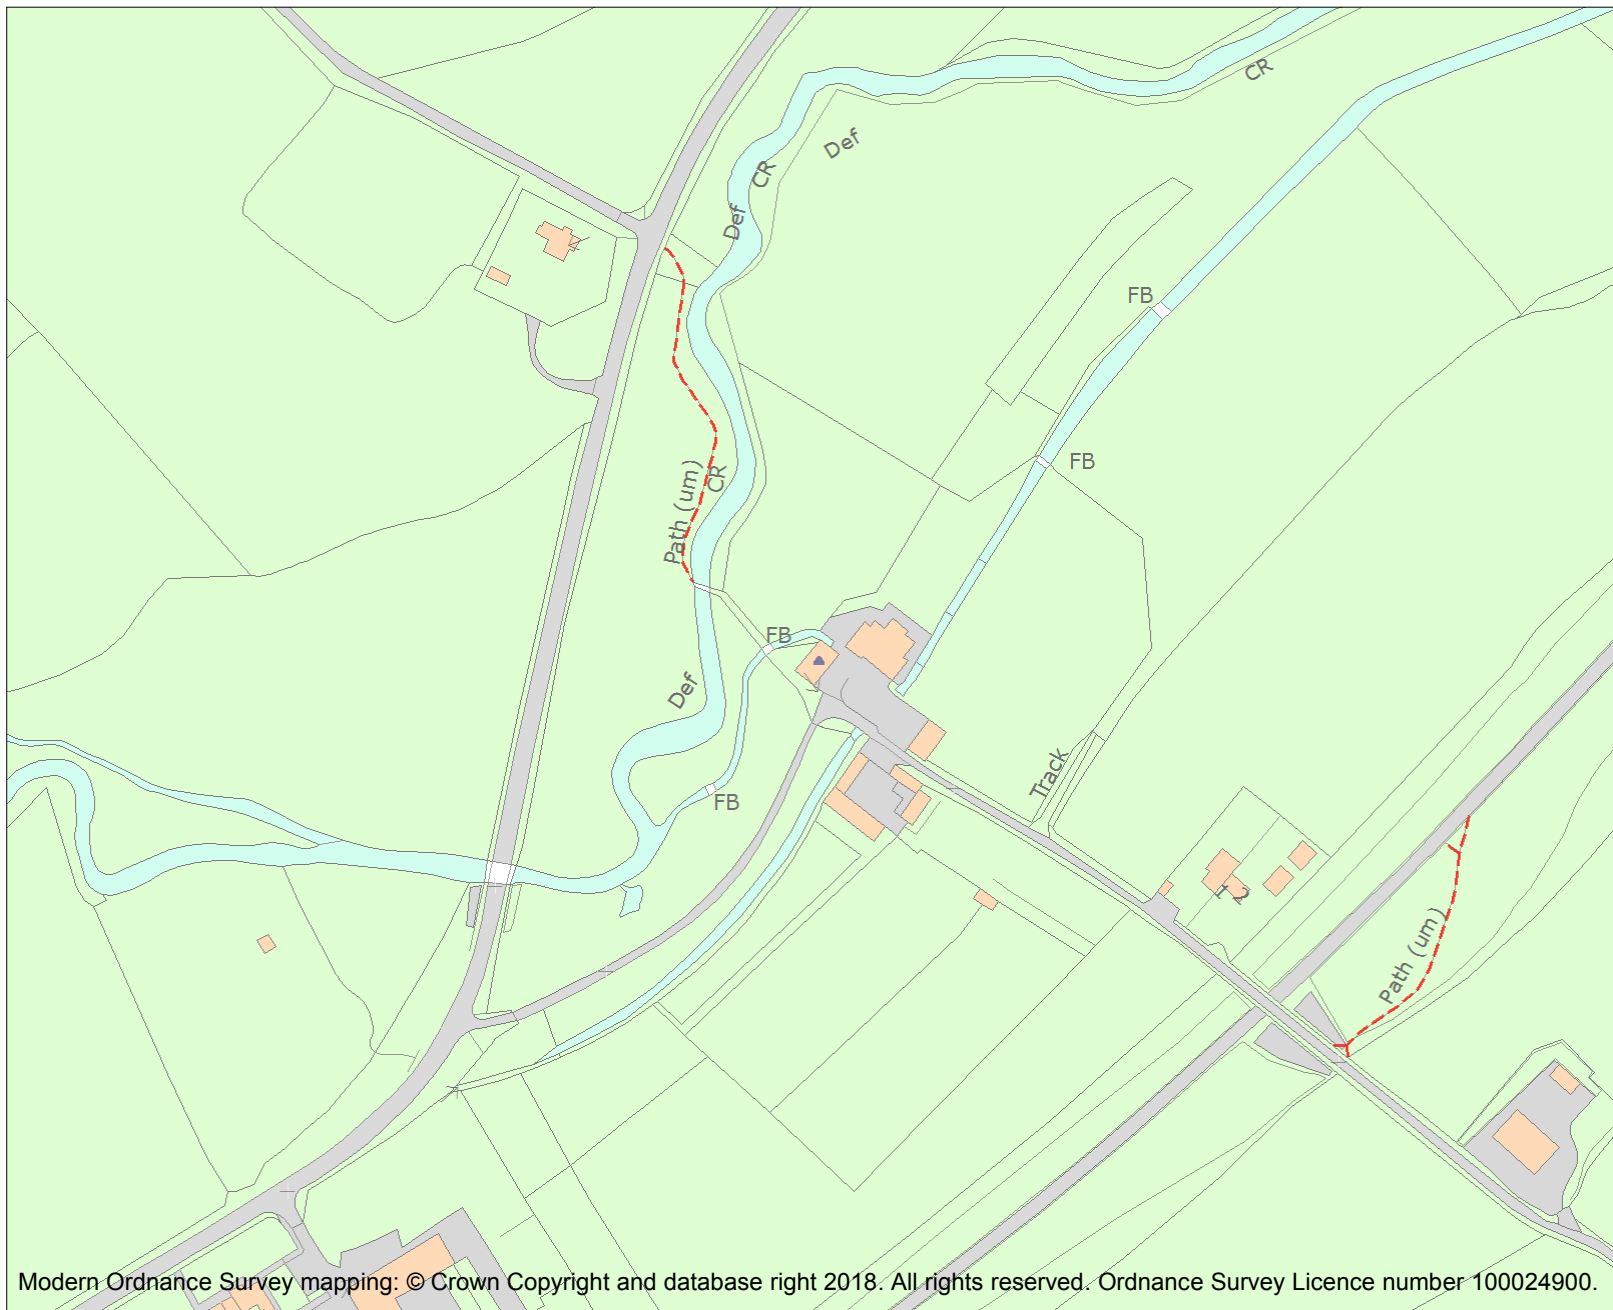 CR
Def
CR
Def
FB
Path (um)
CR
FB
FB
Def
Track
FB
1
2
Path (um)
Modern Ordnance Survey mapping: © Crown Copyright and database right 2018. All rights reserved. Ordnance Survey Licence number 100024900.